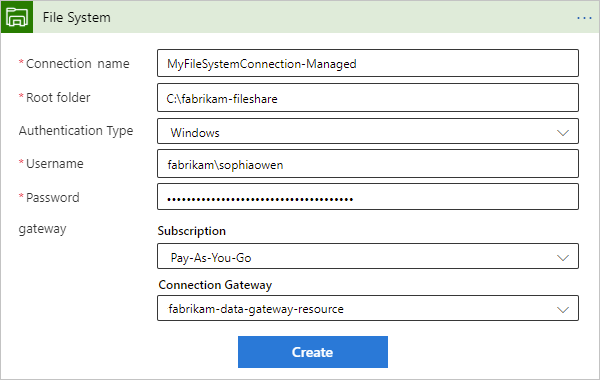 File System ...
*Connection name MyFileSystemConnection-Managed
*Root folder C:\fabrikam-fileshare
Authentication Type Windows
*Username fabrikam\sophiaowen
*Password •••••••••••••••••••••••••••••••••••••
gateway Subscription
Pay-As-You-Go
Connection Gateway
fabrikam-data-gateway-resource
Create